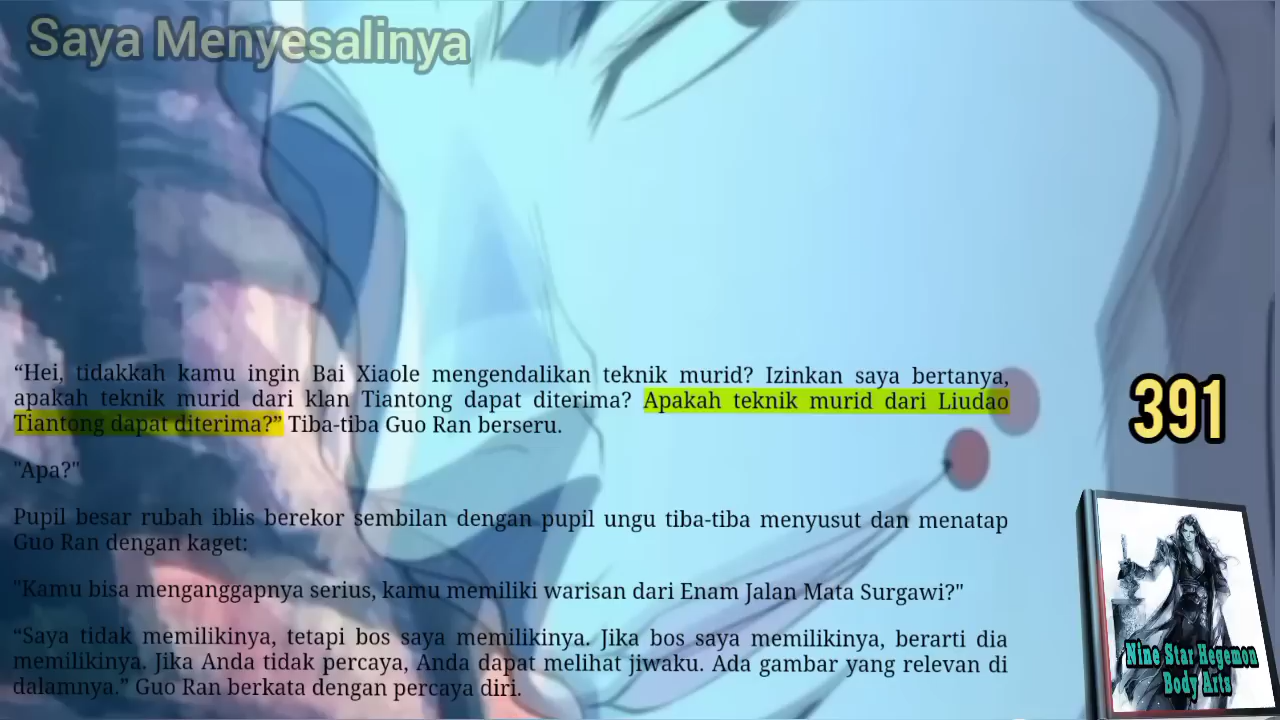 Saya Menyesalinya
“Hei, tidakkah kamu ingin Bai Xiaole mengendalikan teknik murid? Izinkan saya bertanya,
apakah teknik murid dari klan Tiantong dapat diterima? Apakah teknik murid dari Liudao
Tiantong dapat diterima?” Tiba-tiba Guo Ran berseru.
"Apa?"
Pupil besar rubah iblis berekor sembilan dengan pupil ungu tiba-tiba menyusut dan menatap
Guo Ran dengan kaget:
"Kamu bisa menganggapnya serius, kamu memiliki warisan dari Enam Jalan Mata Surgawi?"
“Saya tidak memilikinya, tetapi bos saya memilikinya. Jika bos saya memilikinya, berarti dia
memilikinya. Jika Anda tidak percaya, Anda dapat melihat jiwaku. Ada gambar yang relevan di
dalamnya.” Guo Ran berkata dengan percaya diri.
391
Nine Star Hegemon
Body Arts